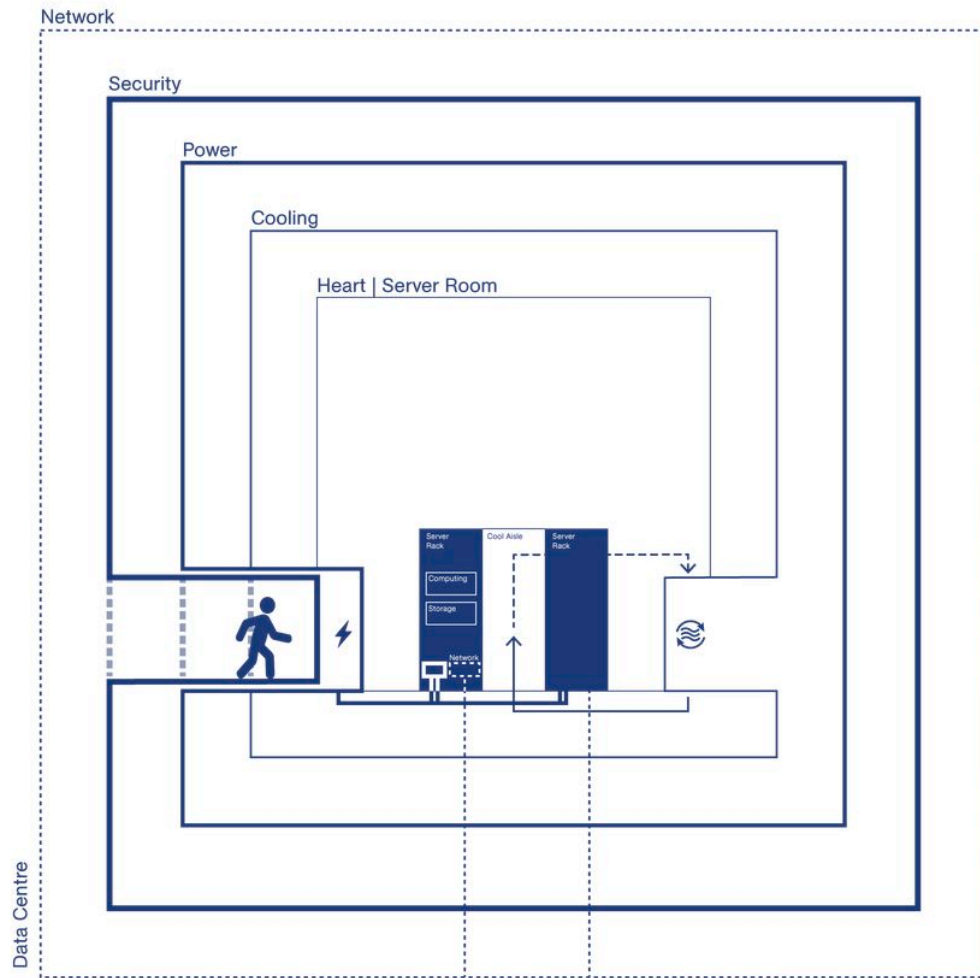 Network
Security
Power
Cooling
Heart | Server Room
Server
Rack
Cool Aisle
Server
Rack
Computing
Storage
Network
Data Centre